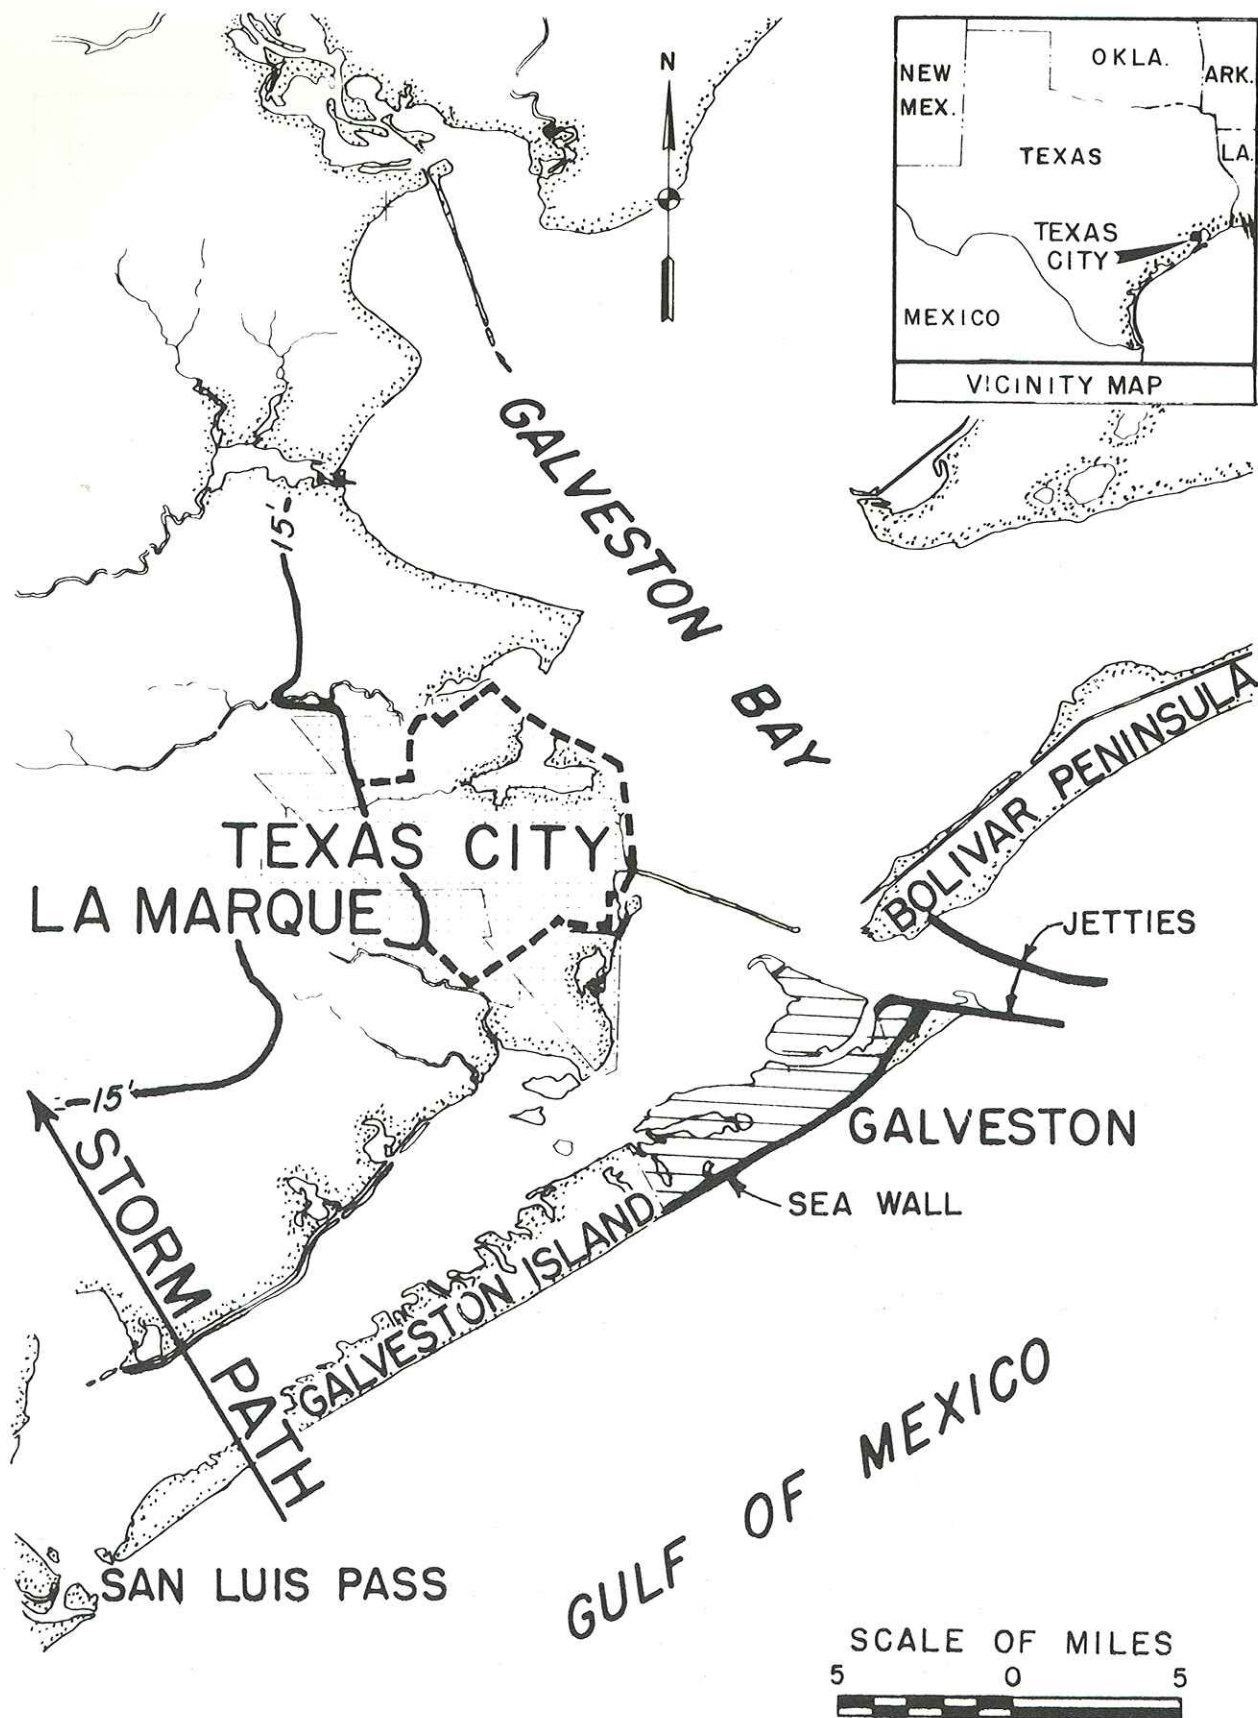 N
NEW
MEX.
OKLA.
ARK.
LA.
TEXAS
TEXAS
CITY
MEXICO
VICINITY MAP
GALVESTON BAY
15'
TEXAS CITY
LA MARQUE
BOLIVAR PENINSULA
JETTIES
15'
GALVESTON
SEA WALL
STORM PATH
GALVESTON ISLAND
GULF OF MEXICO
SAN LUIS PASS
SCALE OF MILES
5 0 5